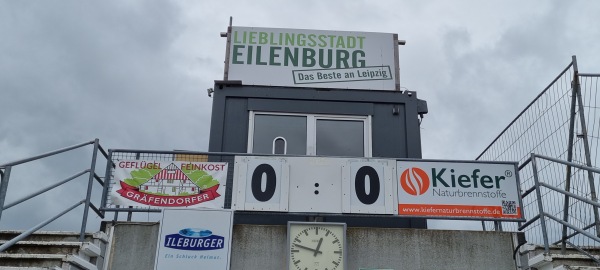 LIEBLINGSSTADT
EILENBURG
Das Beste an Leipzig
GEFLÜGEL FEINKOST
GRÄFENDORFER
0 : 0
Kiefer®
Naturbrennstoffe
www.kiefernaturbrennstoffe.de
ILEBURGER
Ein Schluck Heimat